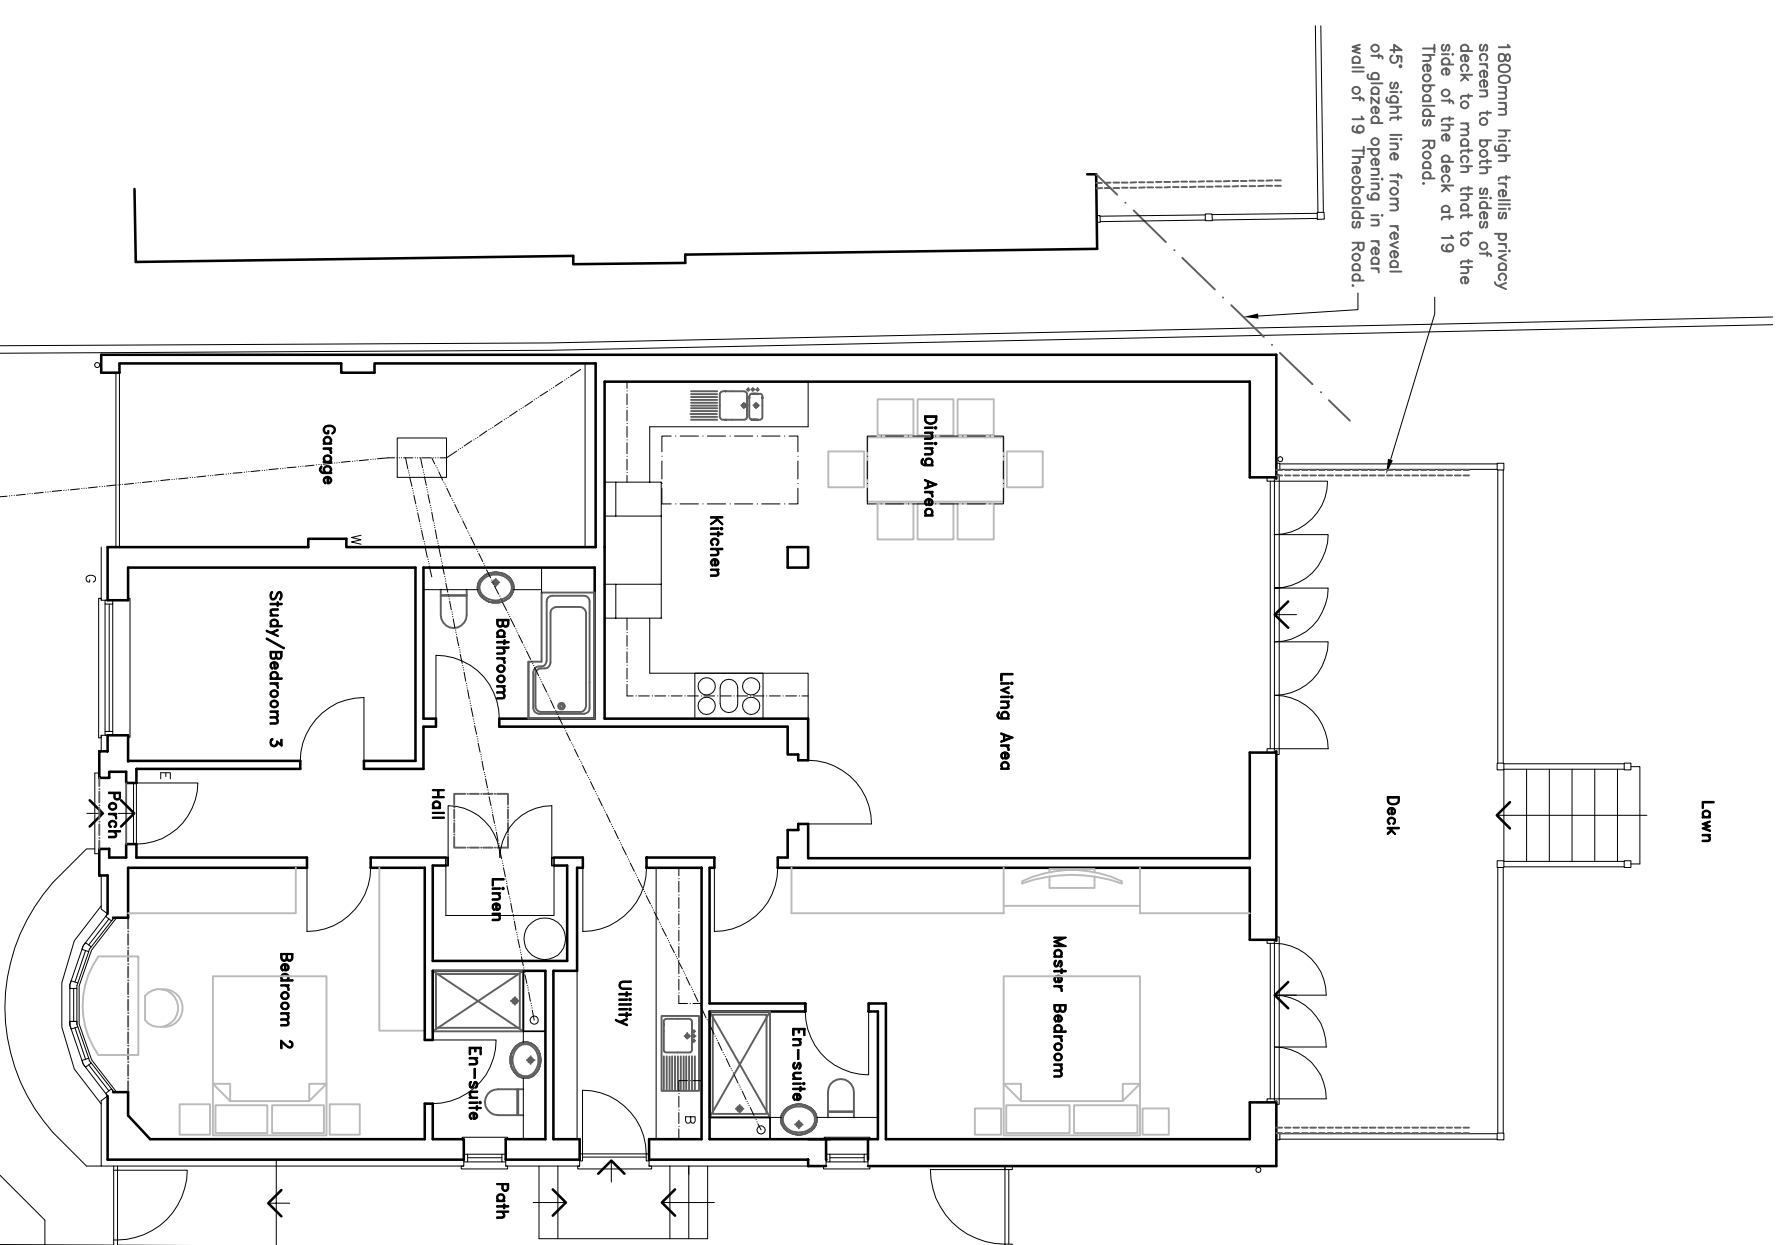 1800mm high trellis privacy
screen to both sides of
deck to match that to the
side of the deck at 19
Theobalds Road.
45° sight line from reveal
of glazed opening in rear
wall of 19 Theobalds Road.
Lawn
Deck
Dining Area
Kitchen
Living Area
Garage
W
G
Study/Bedroom 3
Bathroom
E
Porch
Hall
Linen
Bedroom 2
En-suite
Utility
B
En-suite
Master Bedroom
Path